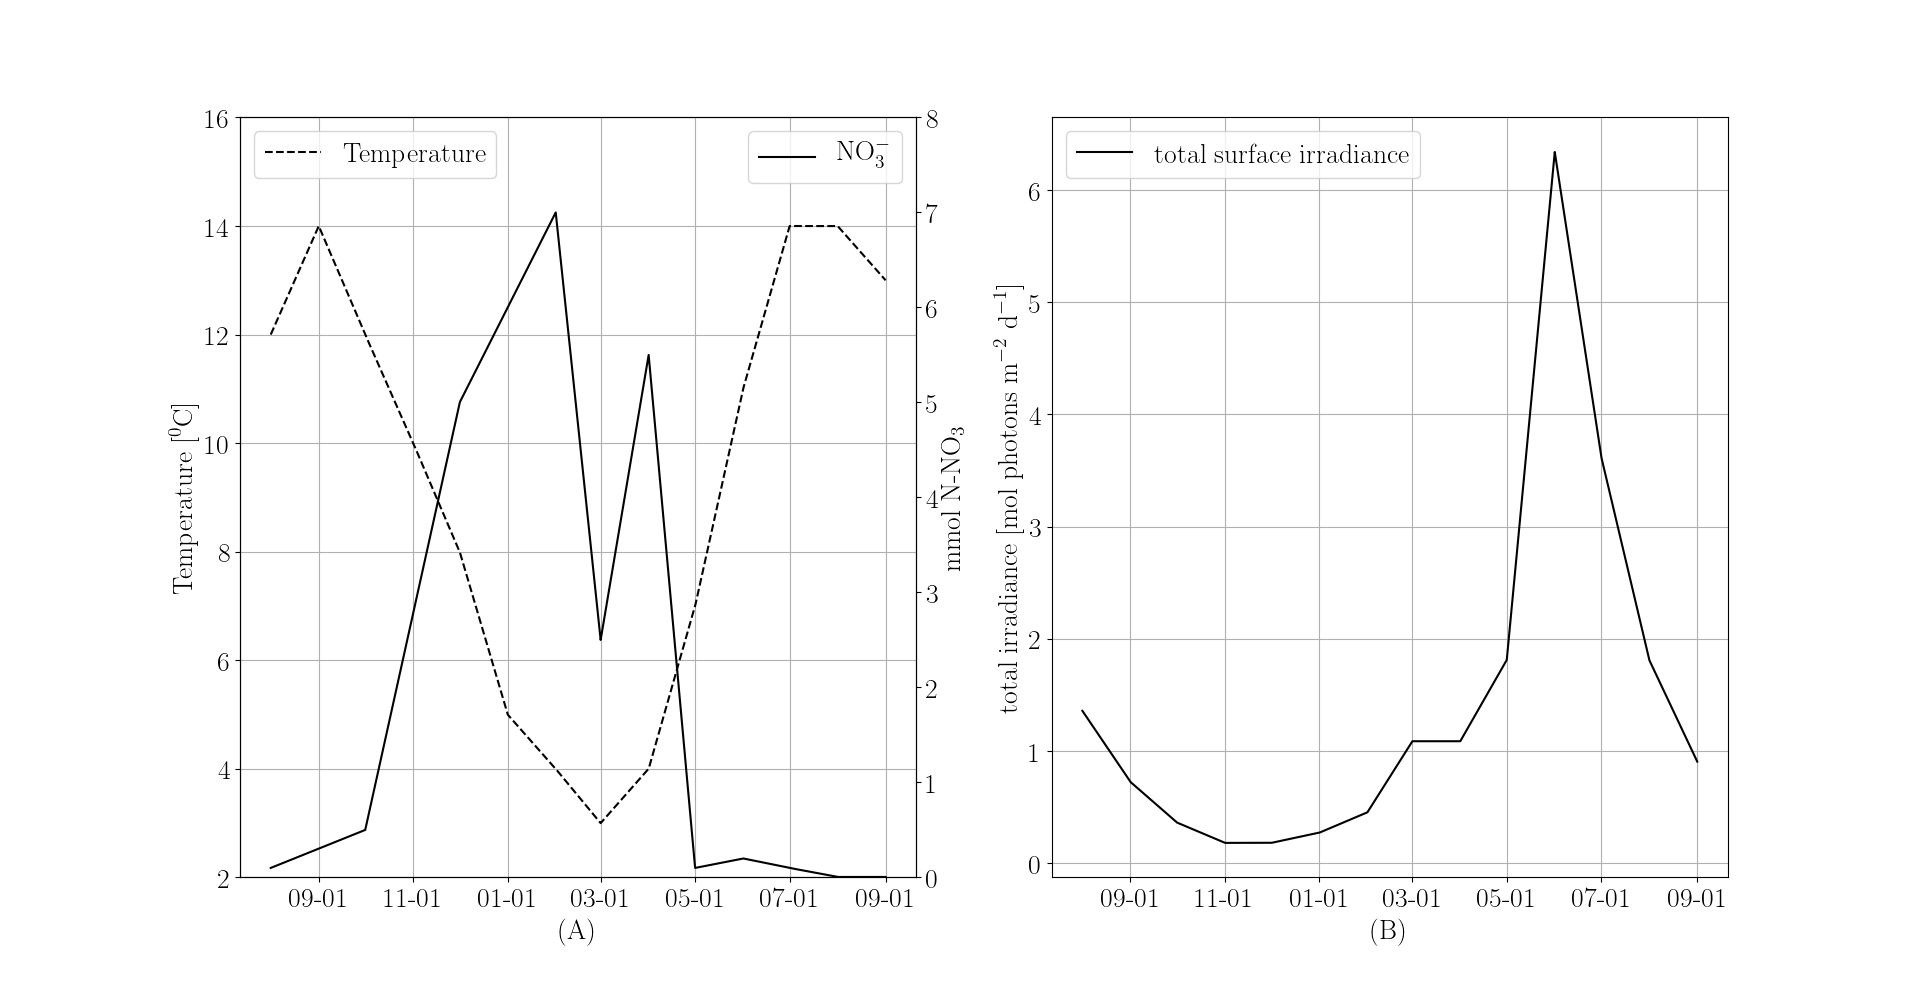 Temperature
NO₃⁻
16
14
12
10
8
6
4
2
Temperature [⁰C]
8
7
6
5
4
3
2
1
0
mmol N-NO₃
09-01 11-01 01-01 03-01 05-01 07-01 09-01
(A)
total surface irradiance
6
5
4
3
2
1
0
total irradiance [mol photons m⁻² d⁻¹]
09-01 11-01 01-01 03-01 05-01 07-01 09-01
(B)